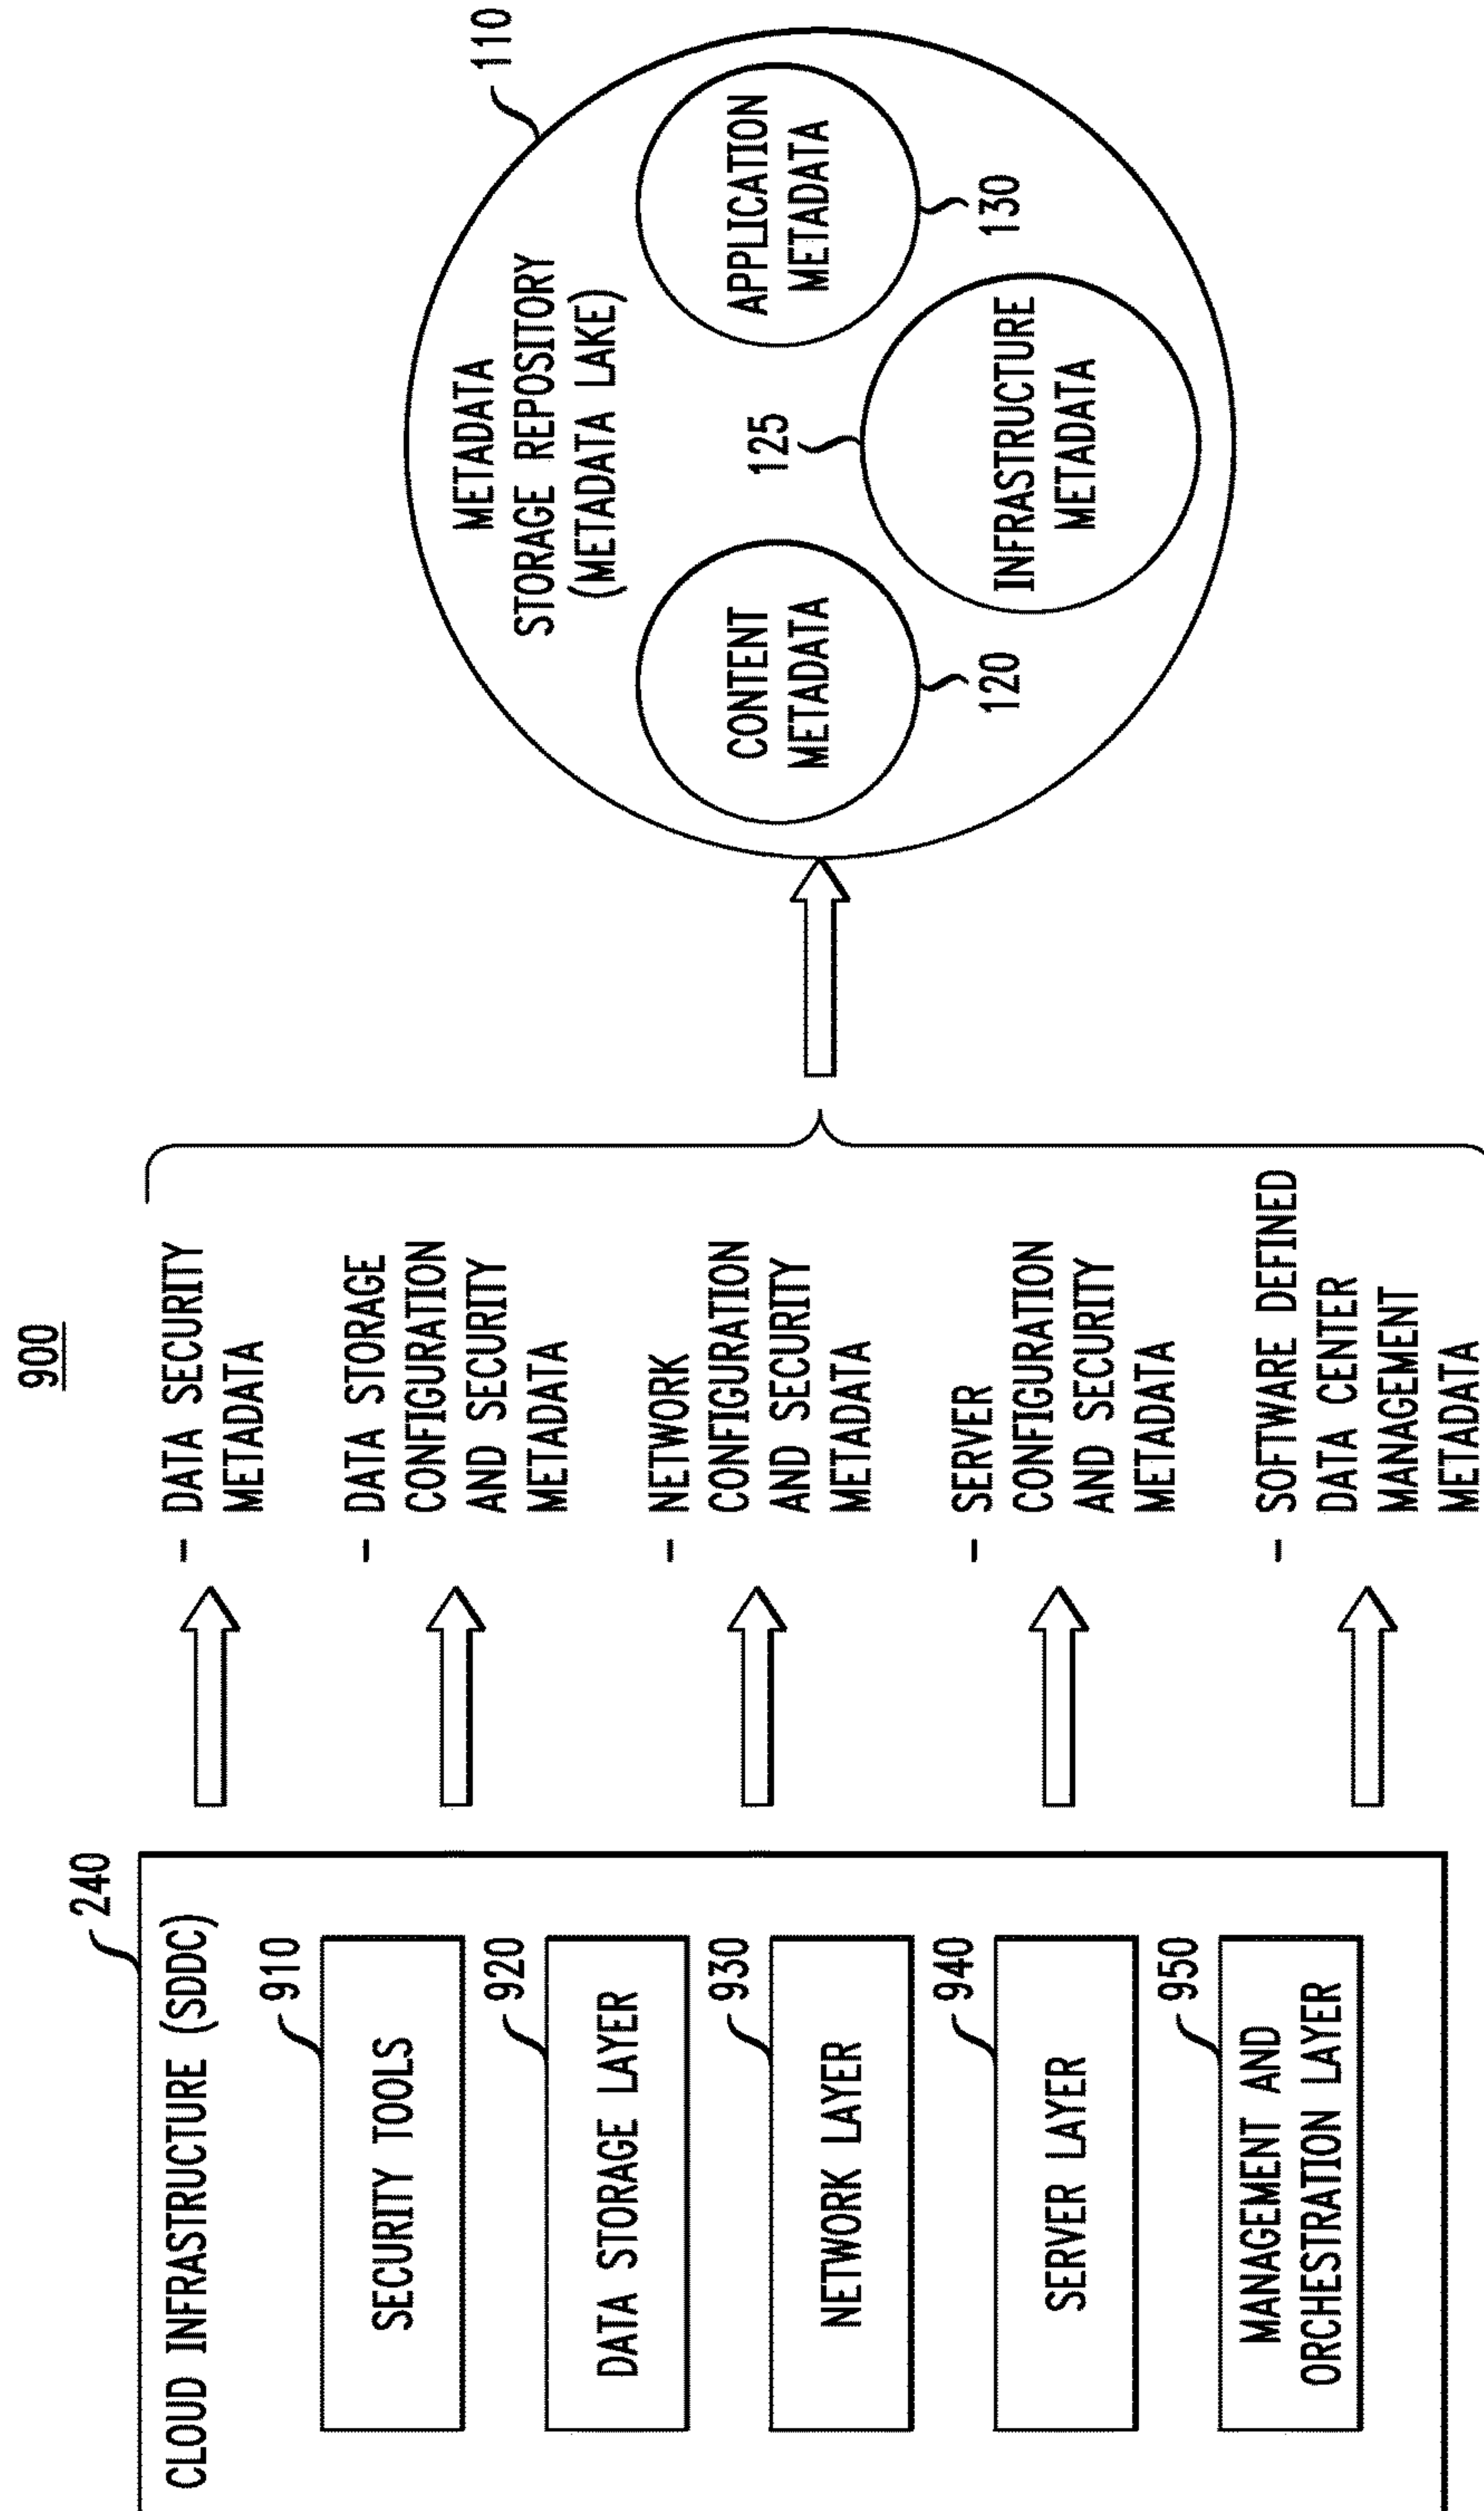 900
240
CLOUD INFRASTRUCTURE (SDDC)
910
SECURITY TOOLS
920
DATA STORAGE LAYER
930
NETWORK LAYER
940
SERVER LAYER
950
MANAGEMENT AND
ORCHESTRATION LAYER
- DATA SECURITY
METADATA
- DATA STORAGE
CONFIGURATION
AND SECURITY
METADATA
- NETWORK
CONFIGURATION
AND SECURITY
METADATA
- SERVER
CONFIGURATION
AND SECURITY
METADATA
- SOFTWARE DEFINED
DATA CENTER
MANAGEMENT
METADATA
110
METADATA
STORAGE REPOSITORY
(METADATA LAKE)
CONTENT
METADATA
120
125
INFRASTRUCTURE
METADATA
APPLICATION
METADATA
130